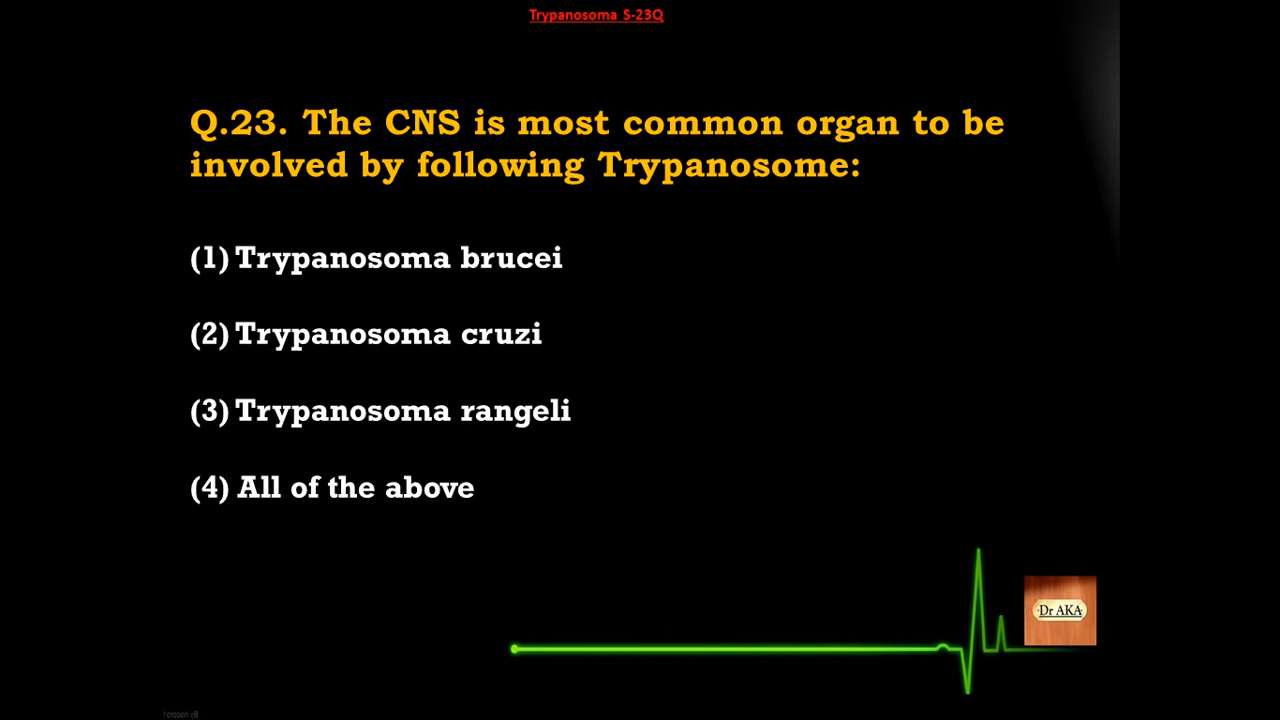 Trypanosoma S-23Q
Q.23. The CNS is most common organ to be
involved by following Trypanosome:
(1) Trypanosoma brucei
(2) Trypanosoma cruzi
(3) Trypanosoma rangeli
(4) All of the above
Dr AKA